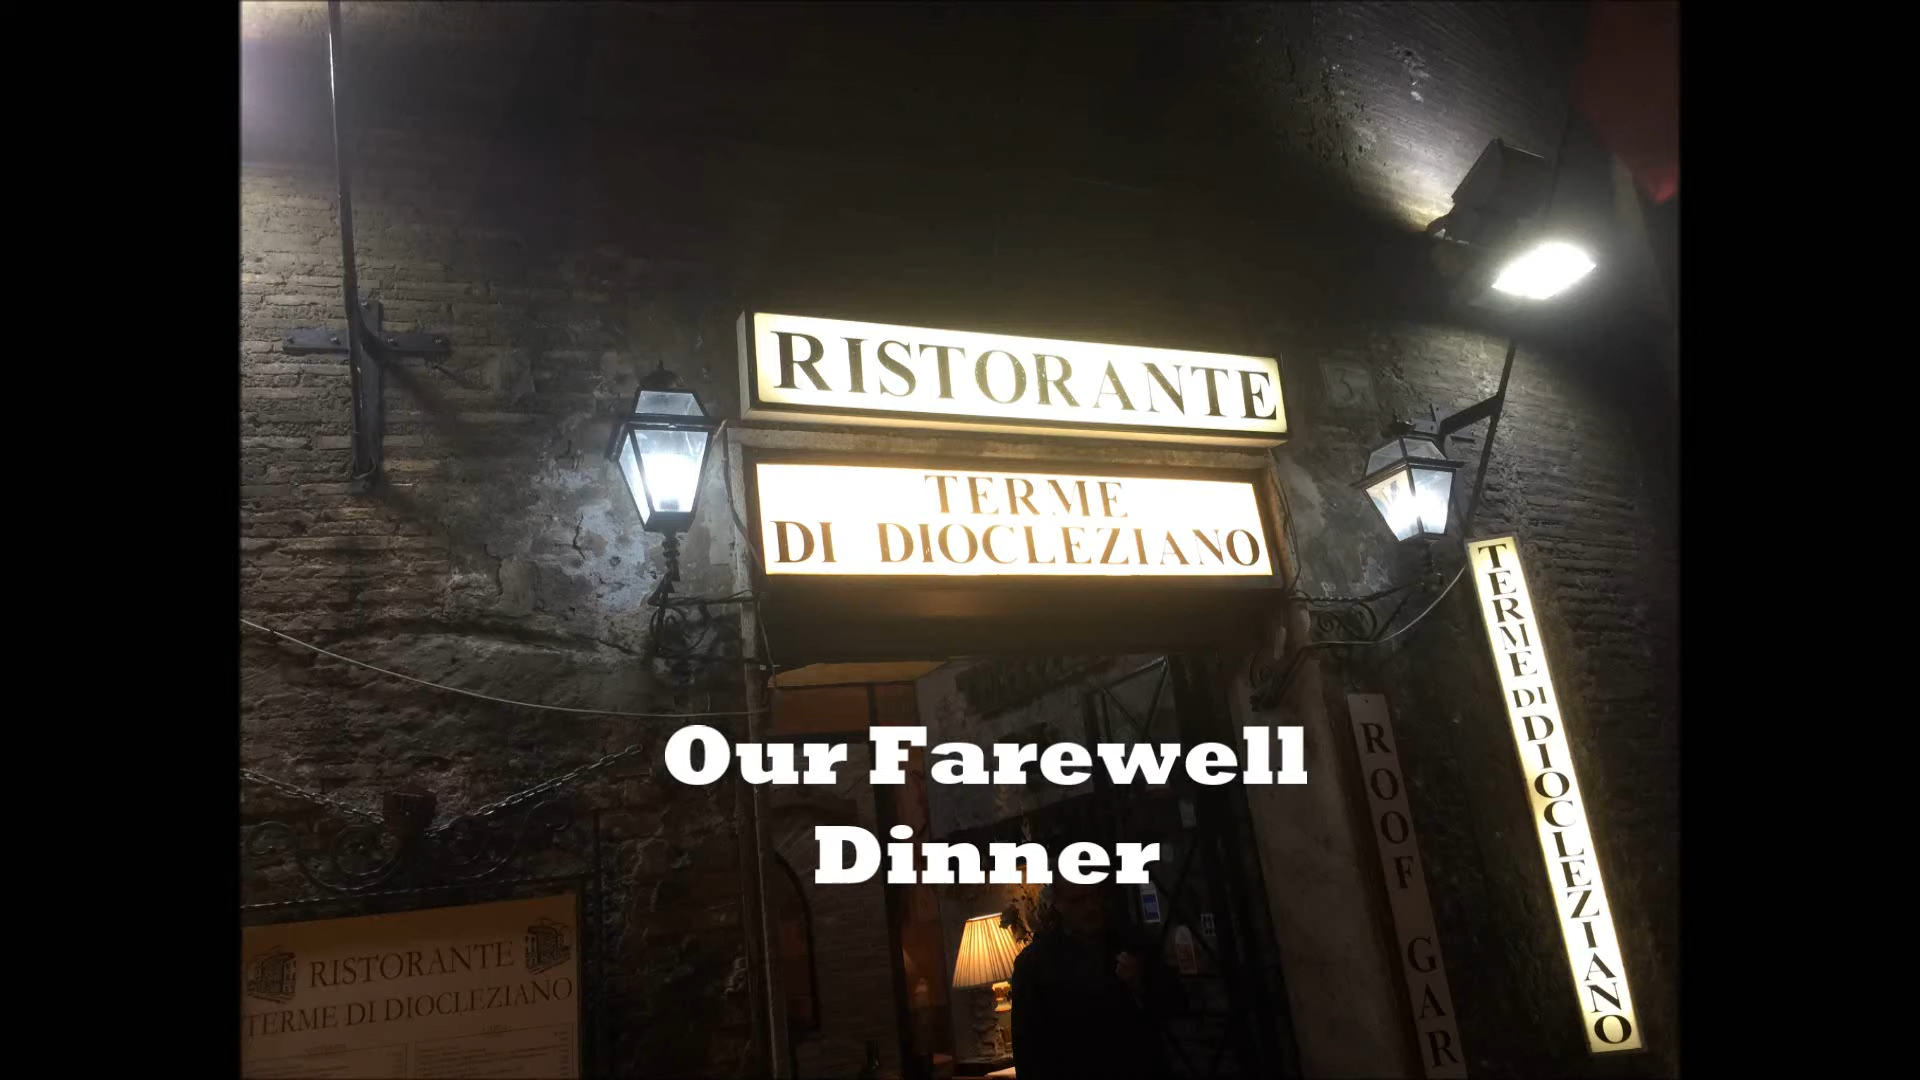 RISTORANTE
TERME
DI DIOCLEZIANO
TERME DI DIOCLEZIANO
ROOF GAR
Our Farewell
Dinner
RISTORANTE
TERME DI DIOCLEZIANO